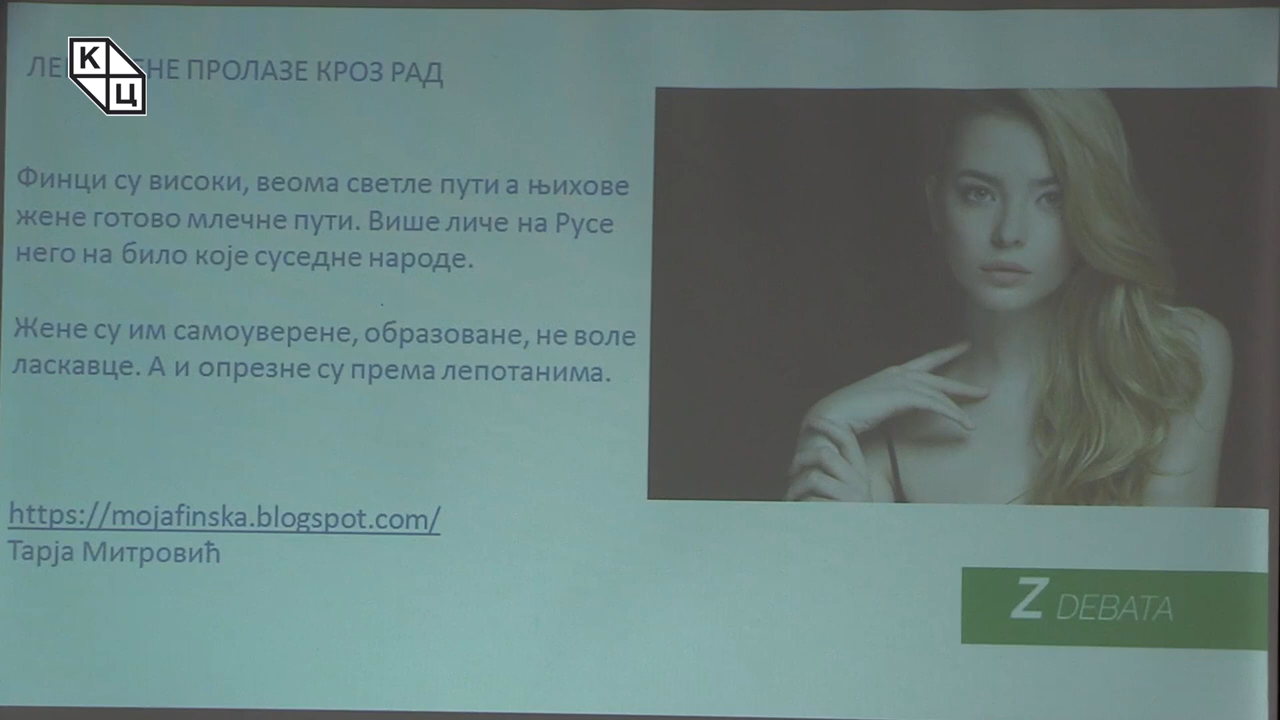 К
Ц
ПРОЛАЗЕ КРОЗ РАД
Финци су високи, веома светле пути а њихове
жене готово млечне пути. Више личе на Русе
него на било које суседне народе.
Жене су им самоуверене, образоване, не воле
ласкавце. А и опрезне су према лепотанима.
https://mojafinska.blogspot.com/
Тарја Митровић
Z DEBATA